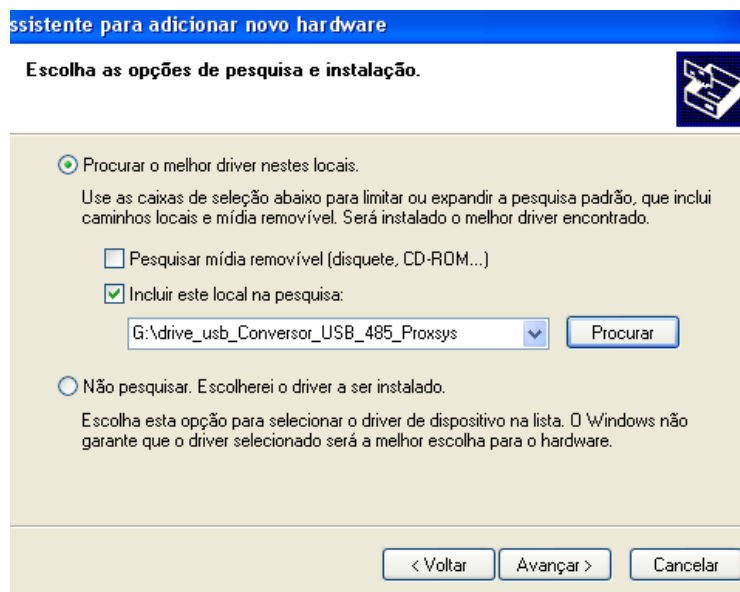 ssistente para adicionar novo hardware
Escolha as opções de pesquisa e instalação.
Procurar o melhor driver nestes locais.
Use as caixas de seleção abaixo para limitar ou expandir a pesquisa padrão, que inclui
caminhos locais e mídia removível. Será instalado o melhor driver encontrado.
Pesquisar mídia removível (disquete, CD-ROM...)
Incluir este local na pesquisa:
G:\drive_usb_Conversor_USB_485_Proxsys
Procurar
Não pesquisar. Escolherei o driver a ser instalado.
Escolha esta opção para selecionar o driver de dispositivo na lista. O Windows não
garante que o driver selecionado será a melhor escolha para o hardware.
< Voltar
Avançar >
Cancelar